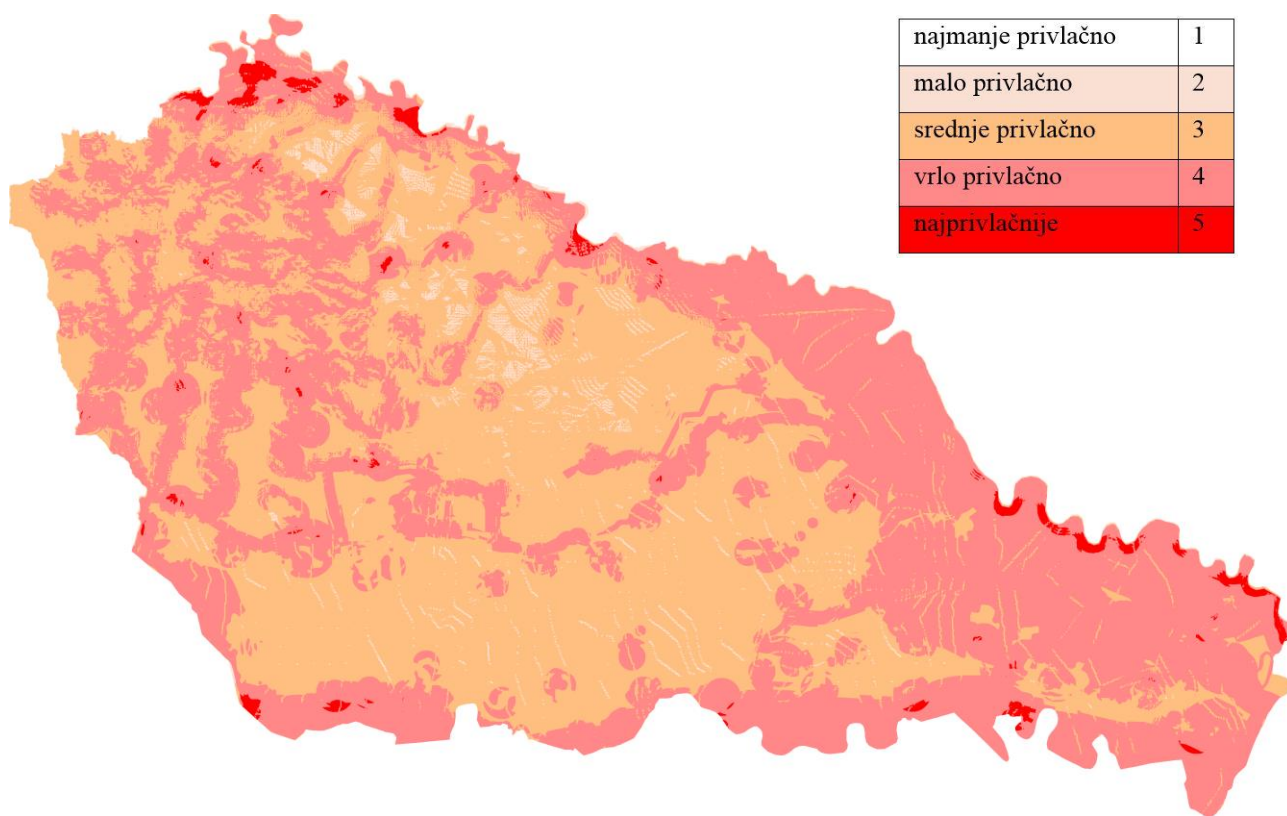 najmanje privlačno 1
malo privlačno 2
srednje privlačno 3
vrlo privlačno 4
najprivlačnije 5